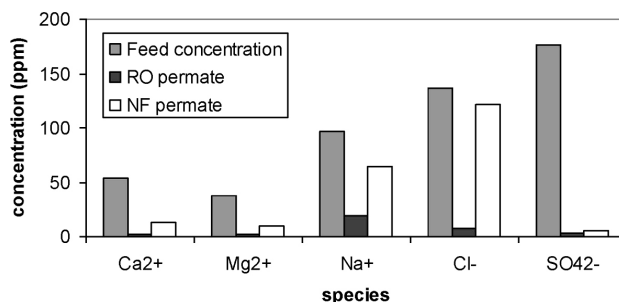 concentration (ppm)
200
150
100
50
0
Feed concentration
RO permate
NF permate
Ca2+ Mg2+ Na+ Cl- SO42-
species